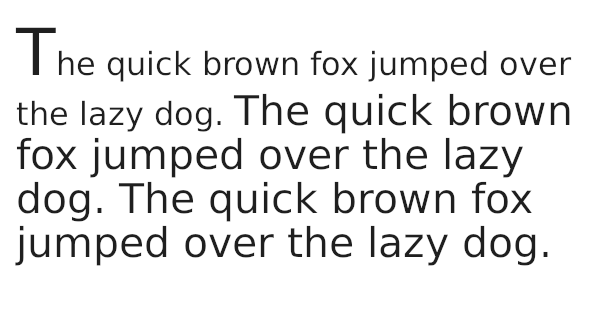 The quick brown fox jumped over
the lazy dog. The quick brown
fox jumped over the lazy
dog. The quick brown fox
jumped over the lazy dog.